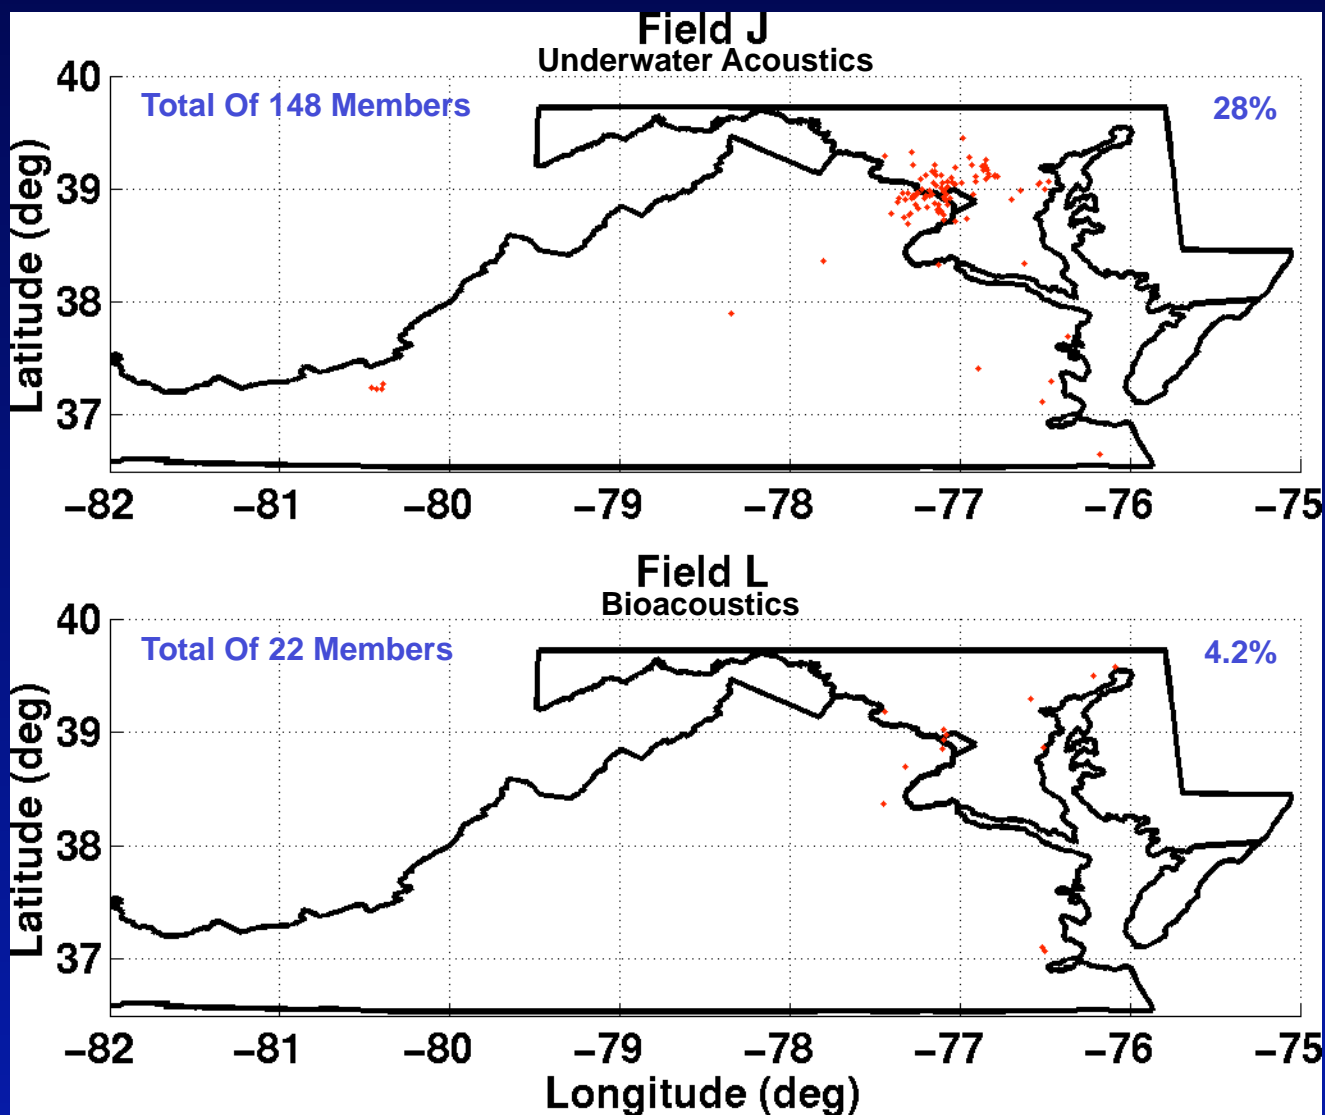 Field J
Underwater Acoustics
Total Of 148 Members
28%
Latitude (deg)
40
39
38
37
−82 −81 −80 −79 −78 −77 −76 −75
Field L
Bioacoustics
Total Of 22 Members
4.2%
Latitude (deg)
40
39
38
37
−82 −81 −80 −79 −78 −77 −76 −75
Longitude (deg)